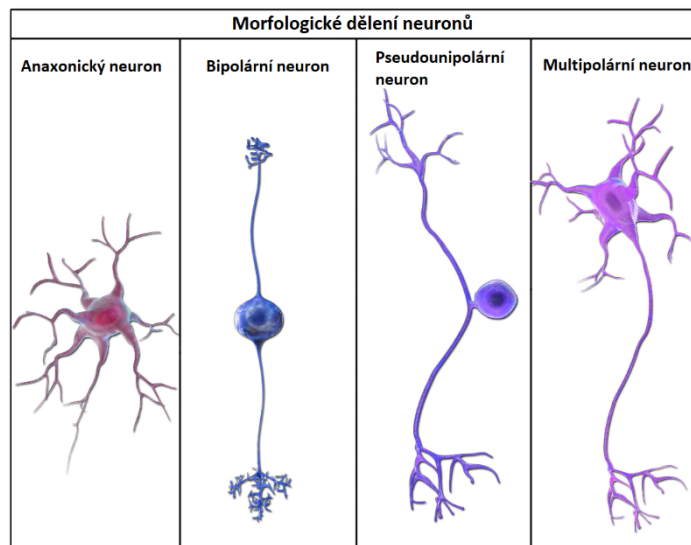 Morfologické dělení neuronů
Anaxonický neuron
Bipolární neuron
Pseudounipolární
neuron
Multipolární neuron